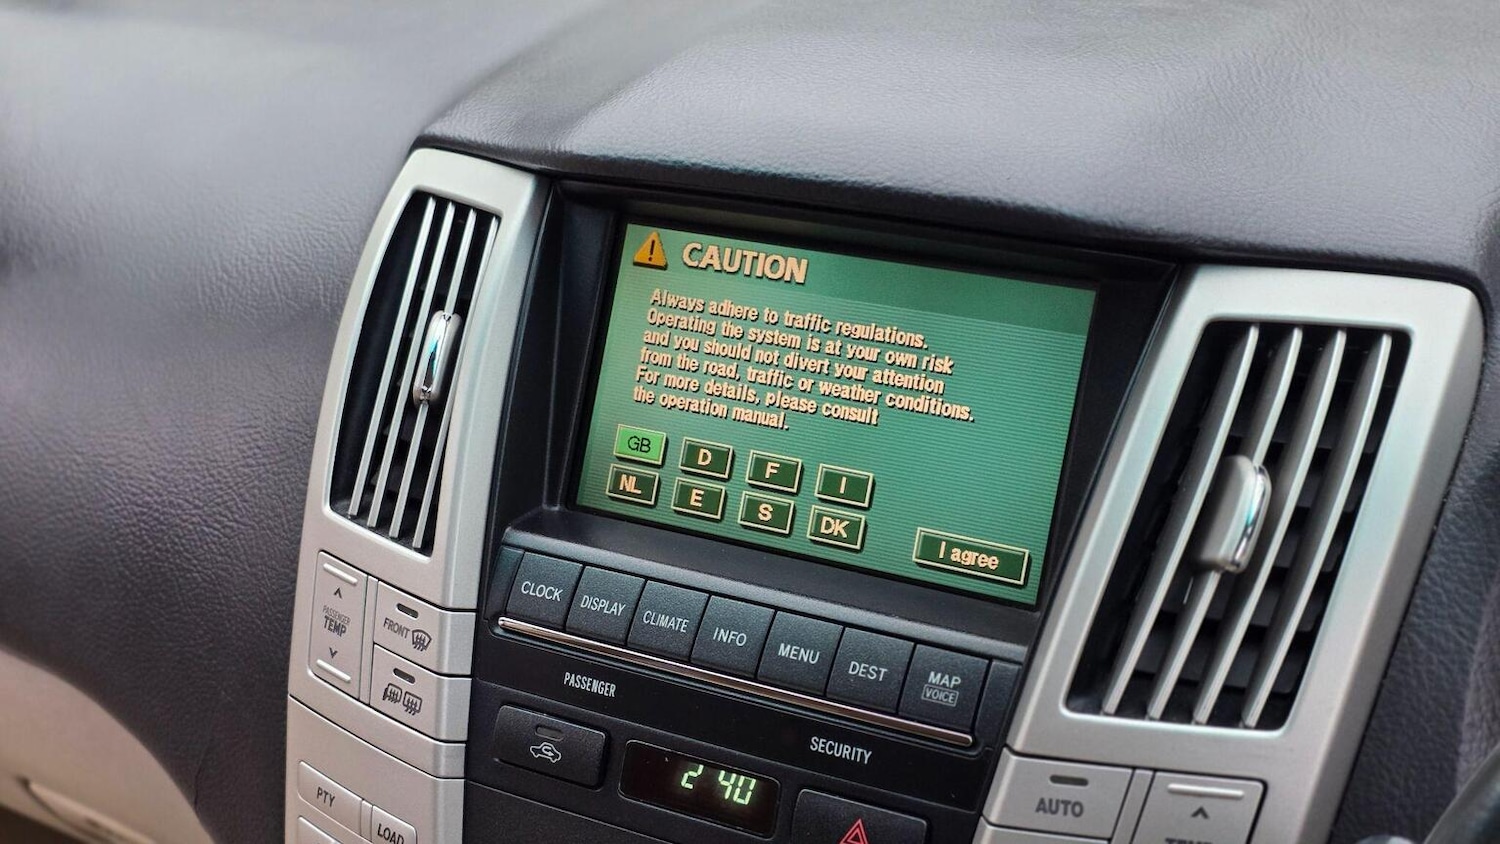 CAUTION
Always adhere to traffic regulations.
Operating the system is at your own risk
and you should not divert your attention
from the road, traffic or weather conditions.
For more details, please consult
the operation manual.
GB D F I
NL E S DK
I agree
CLOCK DISPLAY CLIMATE INFO MENU DEST MAP
VOICE
PASSENGER
TEMP
FRONT
PASSENGER
SECURITY
2 40
PTY
LOAD
AUTO
TEMP